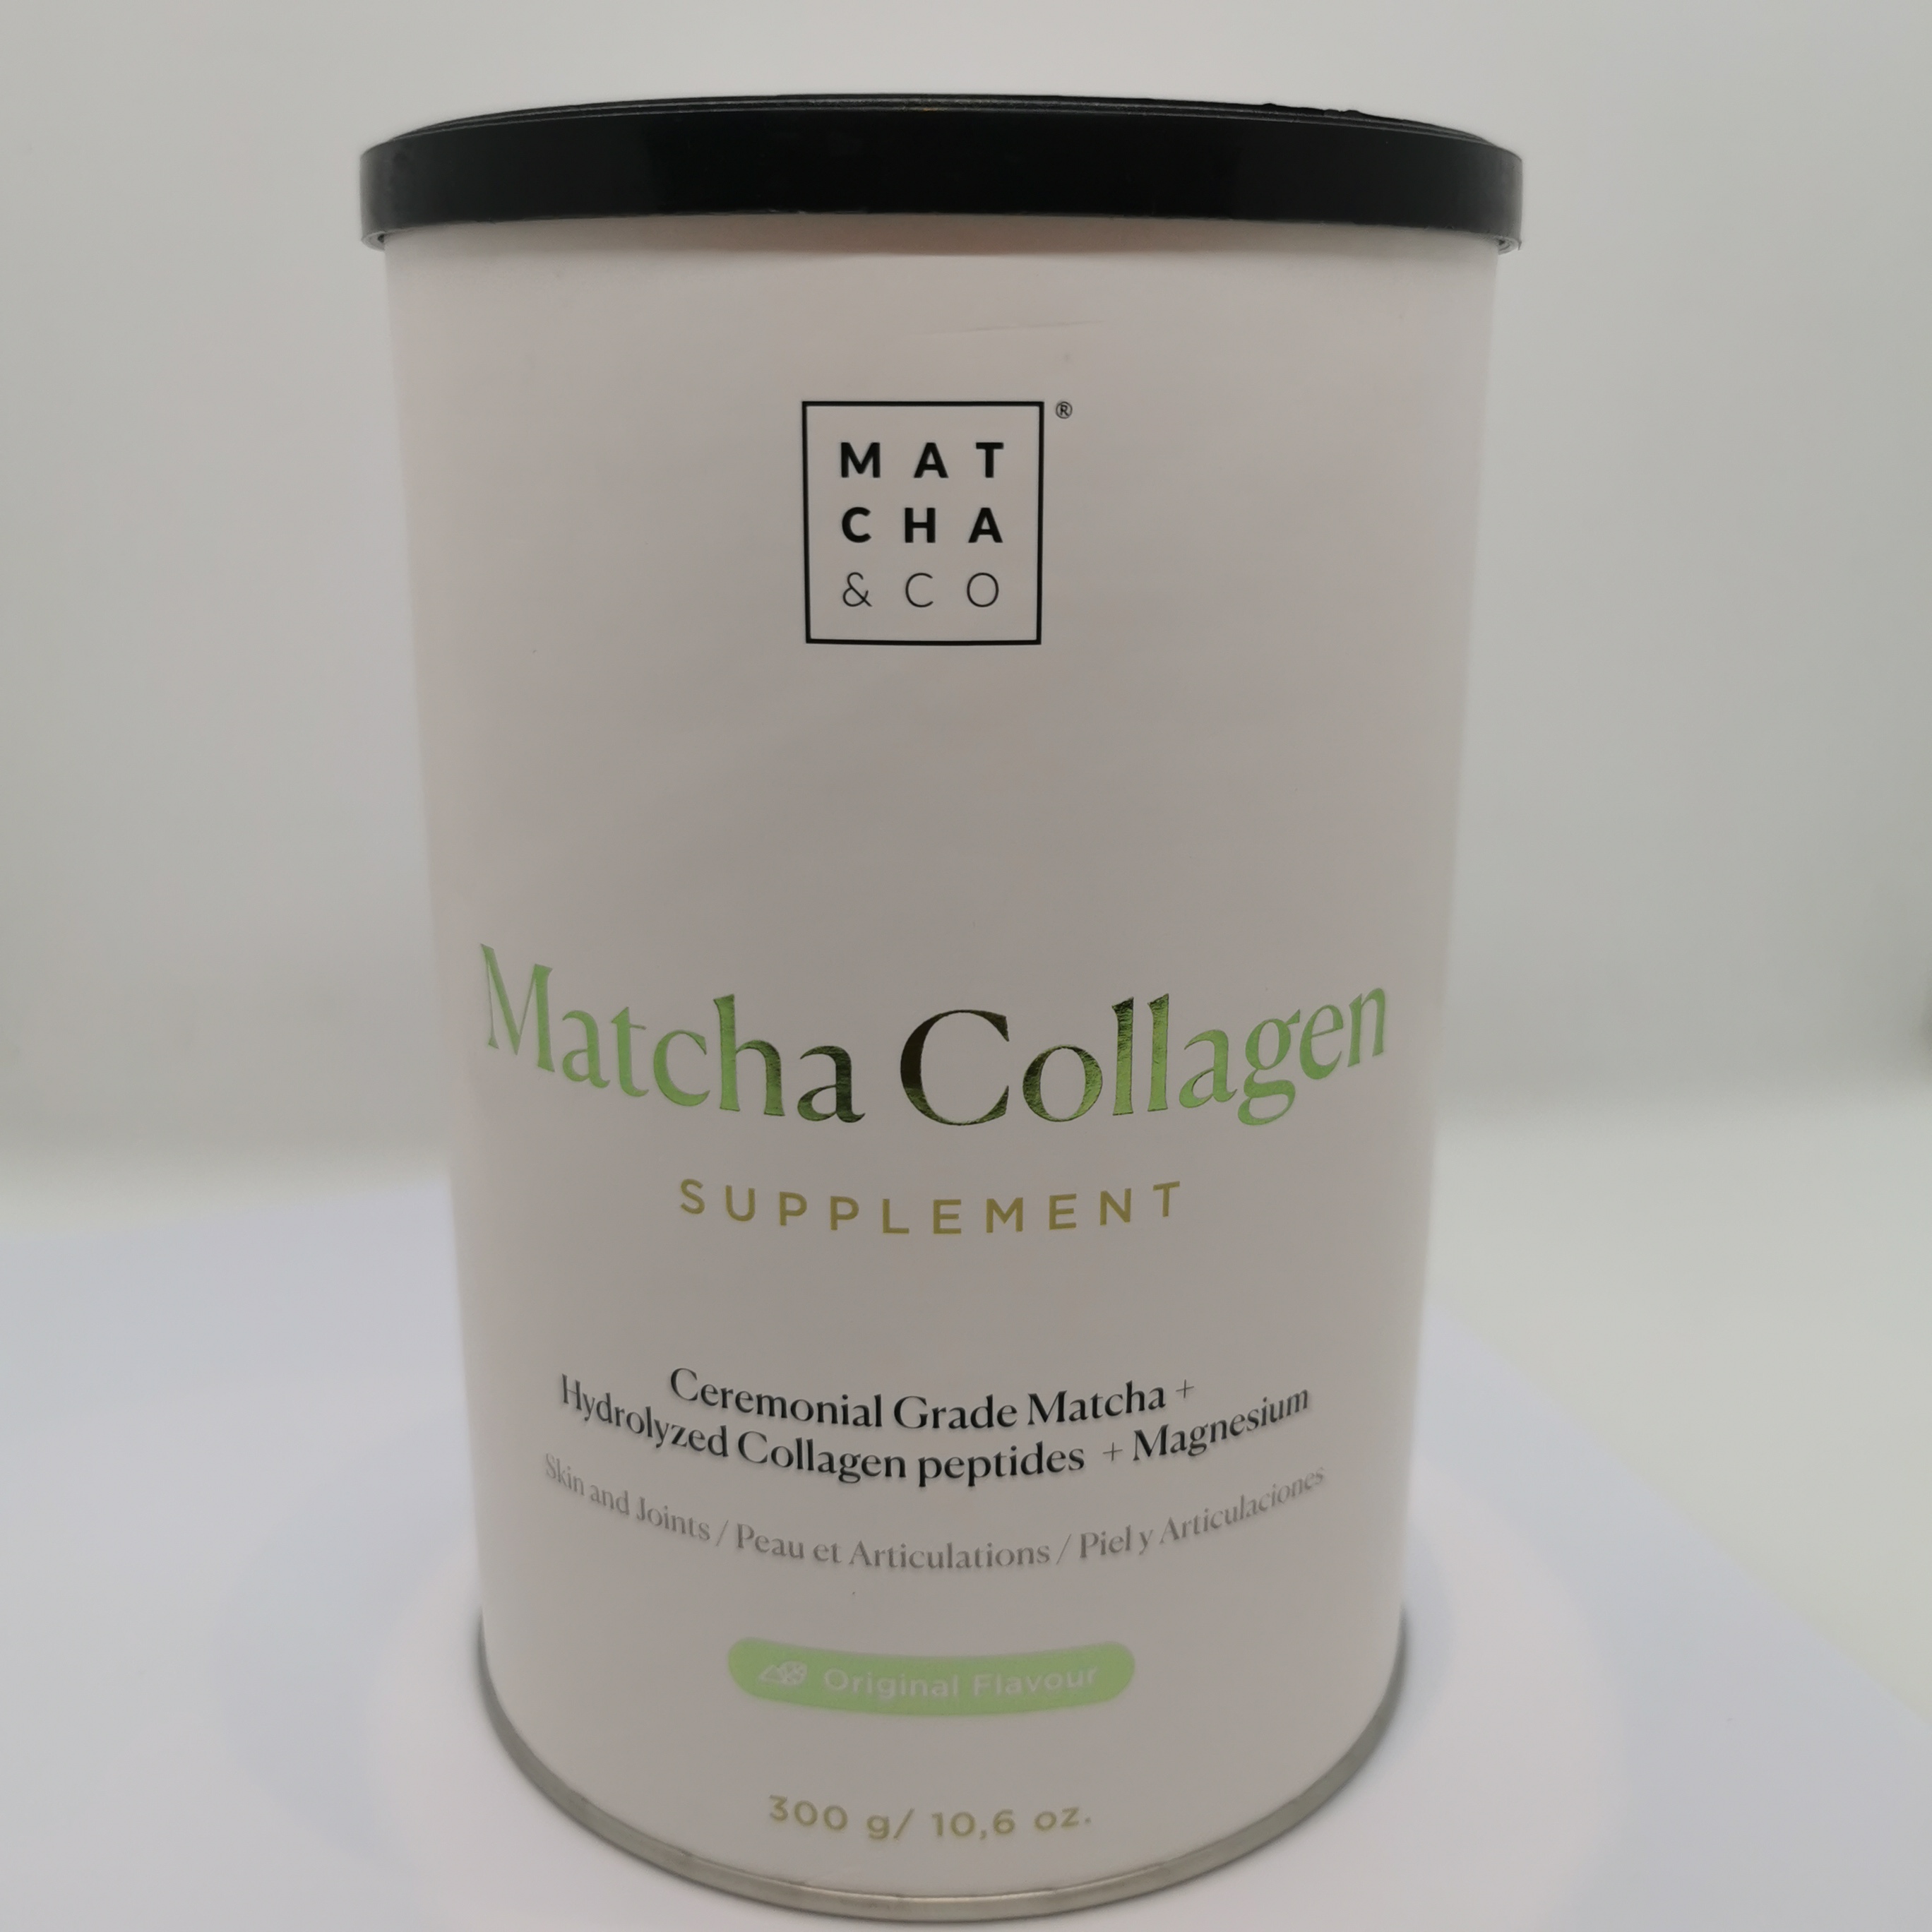 MAT
CHA
& CO
®
Matcha Collagen
SUPPLEMENT
Ceremonial Grade Matcha +
Hydrolyzed Collagen peptides + Magnesium
Skin and Joints / Peau et Articulations / Piel y Articulaciones
Original Flavour
300 g/ 10,6 oz.